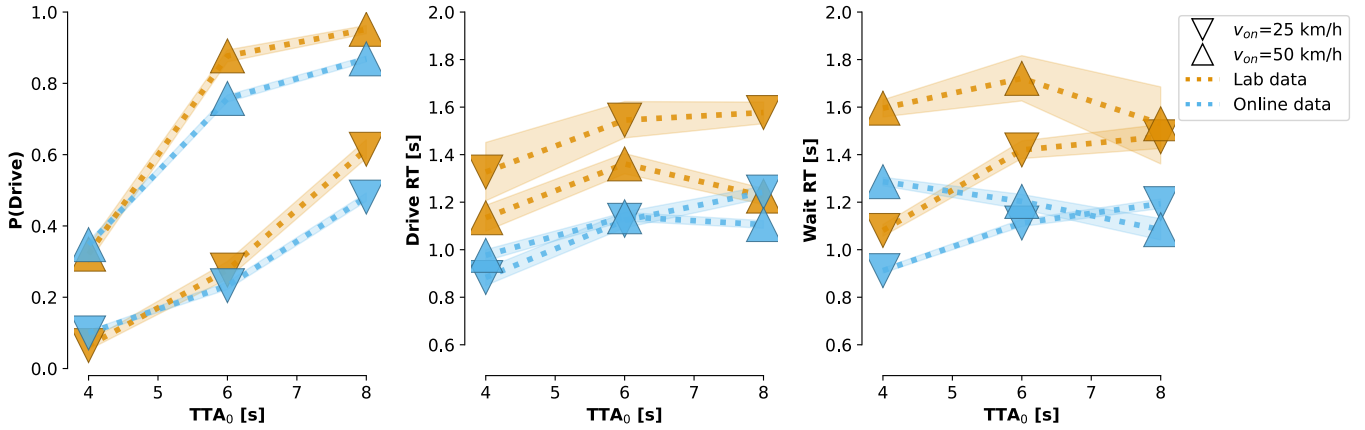 1.0
0.8
0.6
0.4
0.2
0.0
P(Drive)
4 5 6 7 8
TTA₀ [s]
2.0
1.8
1.6
1.4
1.2
1.0
0.8
0.6
Drive RT [s]
4 5 6 7 8
TTA₀ [s]
2.0
1.8
1.6
1.4
1.2
1.0
0.8
0.6
Wait RT [s]
4 5 6 7 8
TTA₀ [s]
v_on=25 km/h
v_on=50 km/h
Lab data
Online data